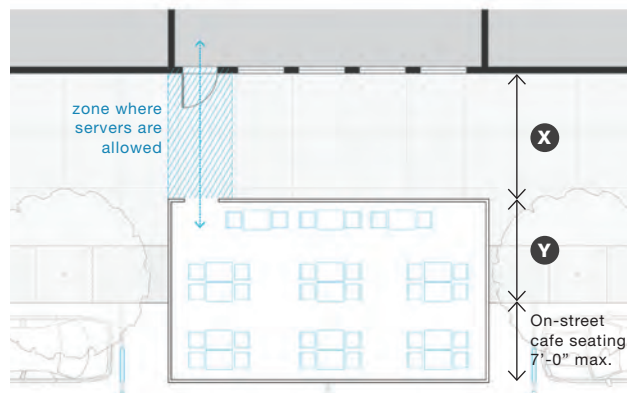 zone where
servers are
allowed
X
Y
On-street
cafe seating
7'-0" max.